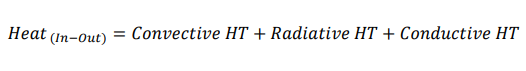 Heat (In−Out) = Convective HT + Radiative HT + Conductive HT